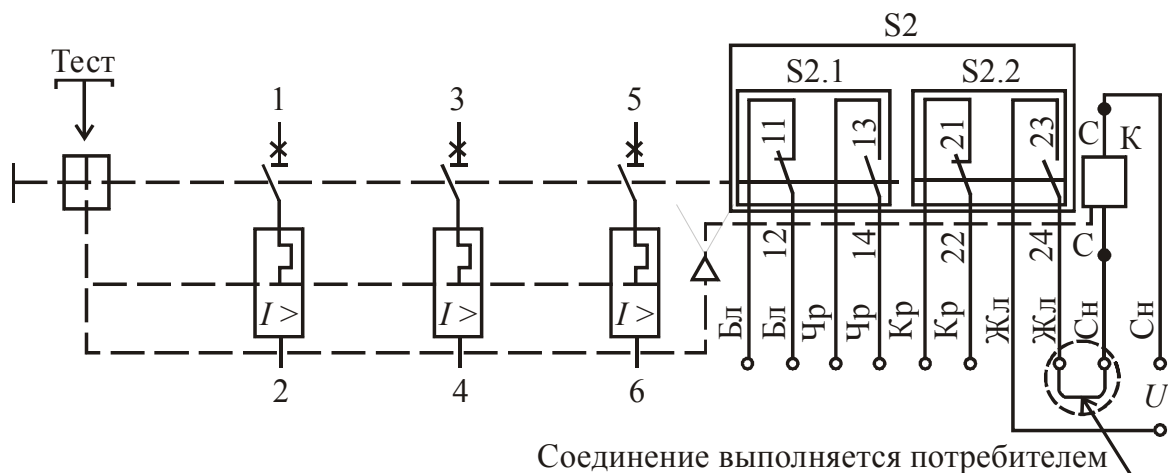 S2
Тест
S2.1
S2.2
1
3
5
11
13
21
23
С
К
12
14
22
24
С
I >
I >
I >
Бл
Бл
Чр
Чр
Кр
Кр
Жл
Жл
Сн
Сн
2
4
6
U
Соединение выполняется потребителем